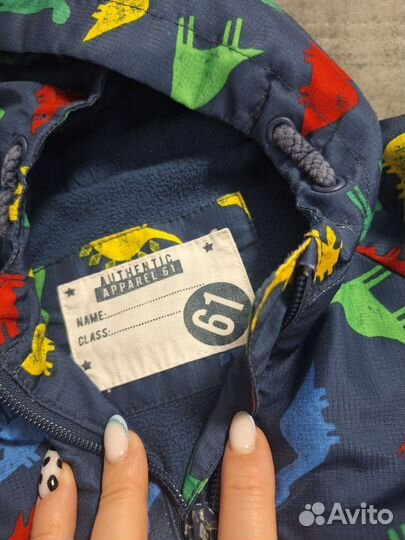 AUTHENTIC
APPAREL 61
NAME:
CLASS:
61
Avito